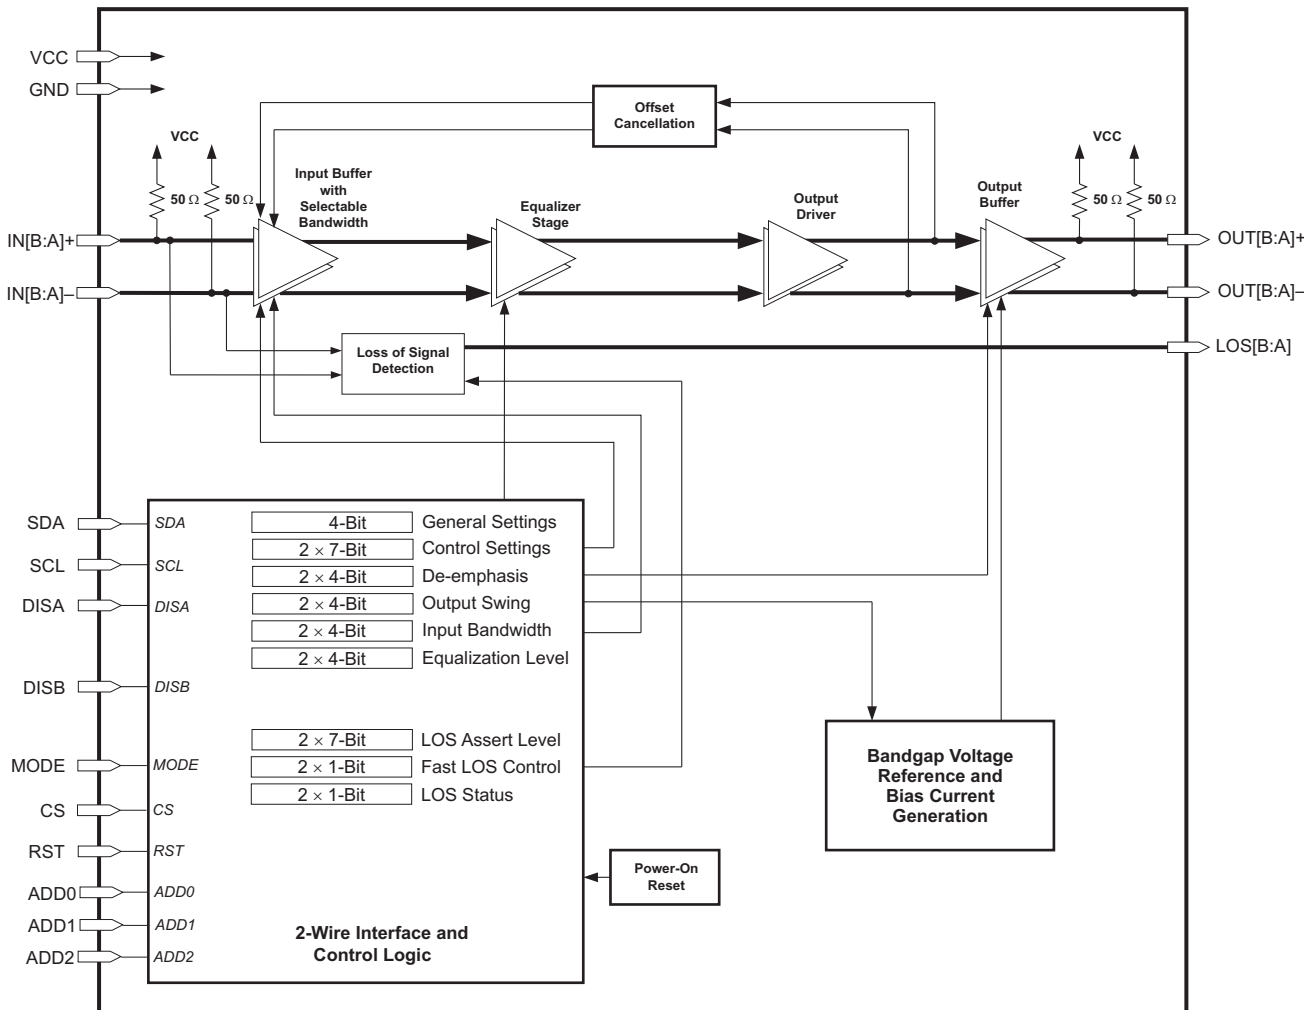 VCC
GND
Offset
Cancellation
VCC
VCC
Input Buffer
with
Selectable
Bandwidth
Equalizer
Stage
Output
Driver
Output
Buffer
50 Ω
50 Ω
50 Ω
50 Ω
IN[B:A]+
OUT[B:A]+
IN[B:A]–
OUT[B:A]–
Loss of Signal
Detection
LOS[B:A]
SDA
SDA
4-Bit
General Settings
2 × 7-Bit
Control Settings
SCL
SCL
2 × 4-Bit
De-emphasis
DISA
DISA
2 × 4-Bit
Output Swing
2 × 4-Bit
Input Bandwidth
2 × 4-Bit
Equalization Level
DISB
DISB
2 × 7-Bit
LOS Assert Level
MODE
MODE
2 × 1-Bit
Fast LOS Control
2 × 1-Bit
LOS Status
CS
CS
Bandgap Voltage
Reference and
Bias Current
Generation
RST
RST
Power-On
Reset
ADD0
ADD0
ADD1
ADD1
ADD2
ADD2
2-Wire Interface and
Control Logic